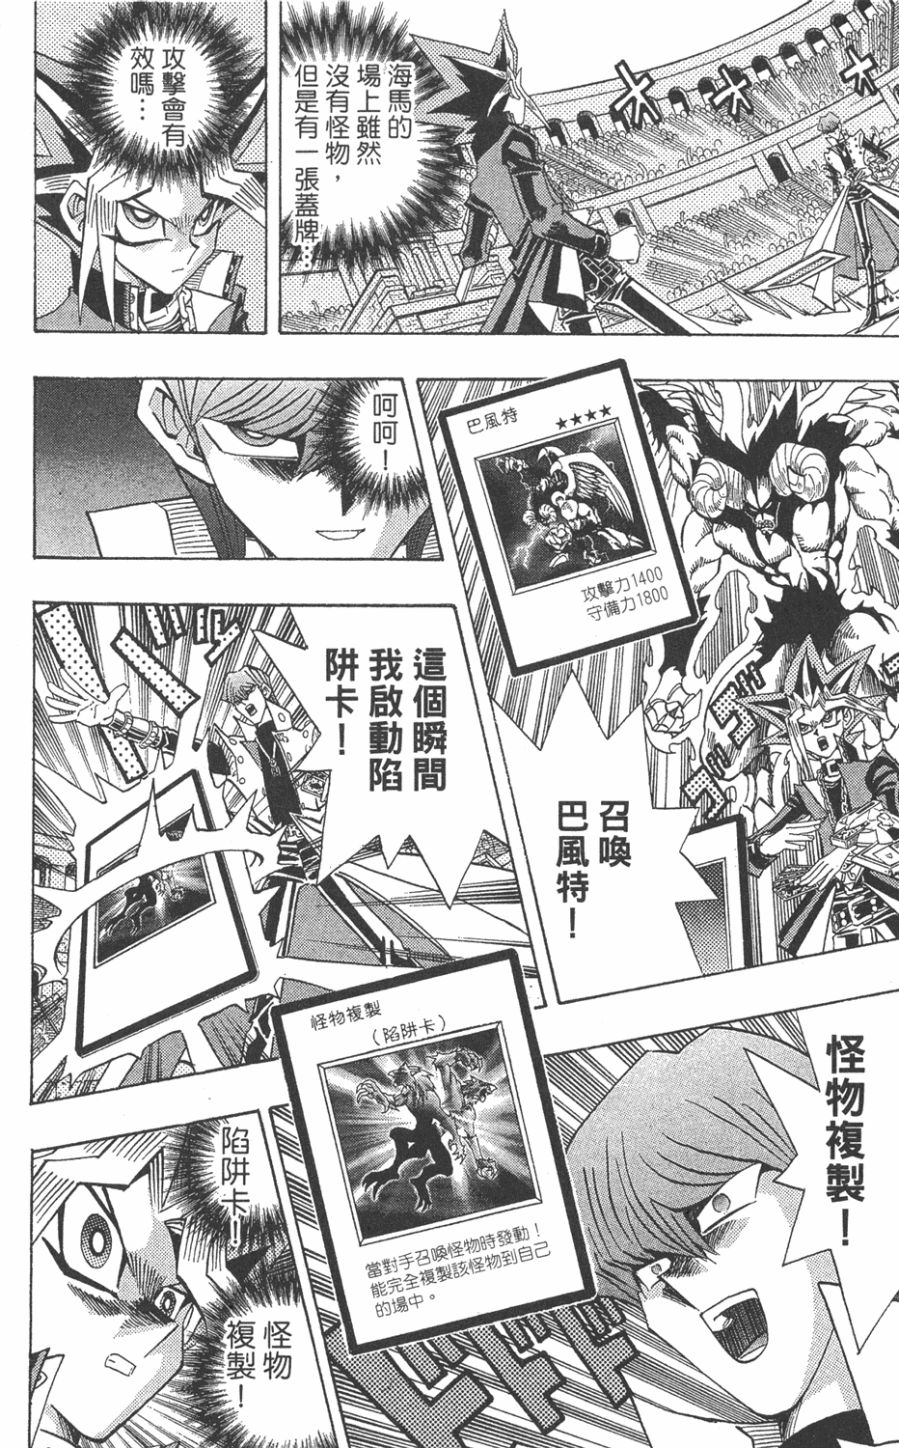 海馬的
場上雖然
沒有怪物，
但是有一
張蓋牌…
攻擊會有
效嗎…
巴風特
★★★★
攻擊力1400
守備力1800
召喚
巴風特！
呵呵！
這個瞬間
我啟動陷
阱卡！
怪物複製！
怪物複製
（陷阱卡）
當對手召喚怪物時發動！
能完全複製該怪物到自己
的場中。
陷阱卡！
怪物
複製！